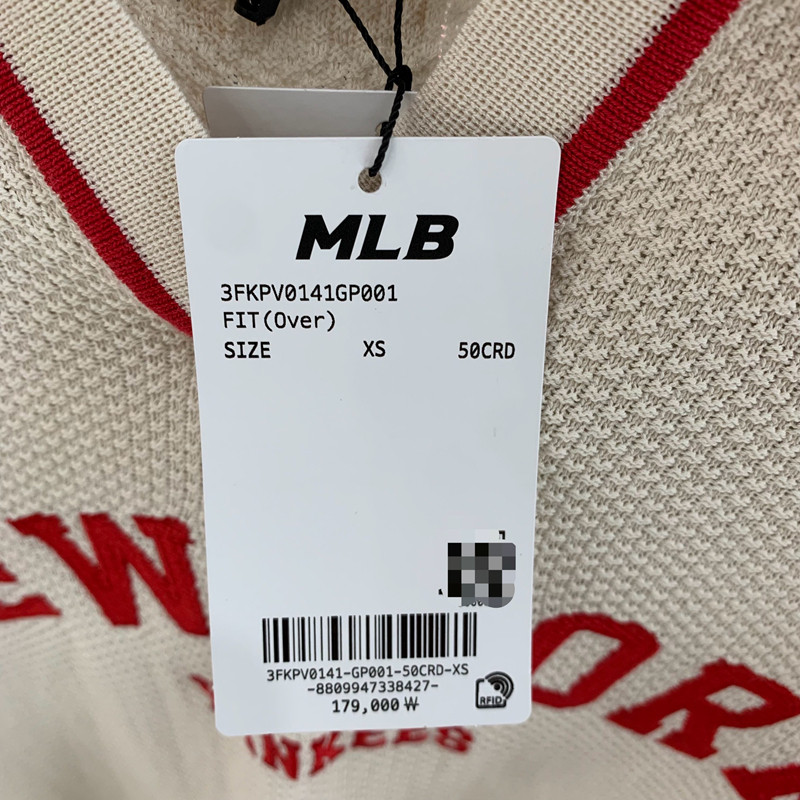 MLB
3FKPV0141GP001
FIT(Over)
SIZE XS 50CRD
3FKPV0141-GP001-50CRD-XS
-8809947338427-
179,000₩
RFID